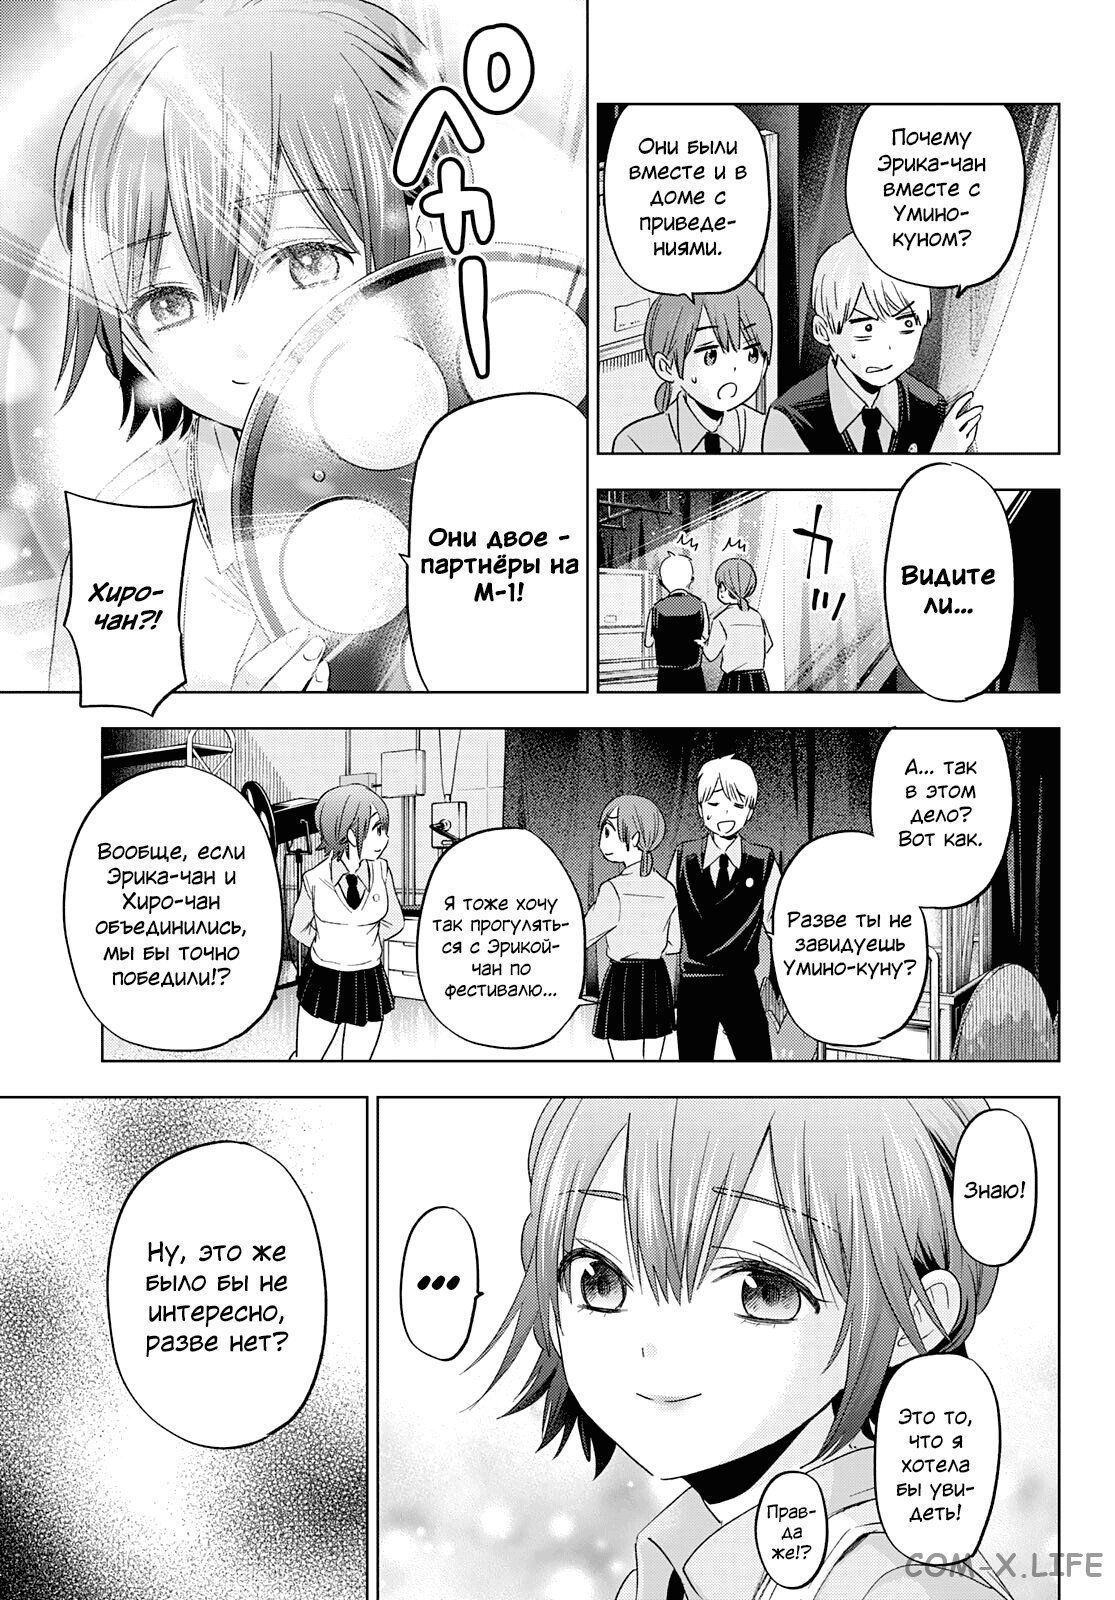 Почему
Эрика-чан
вместе с
Умино-
куном?
Они были
вместе и в
доме с
приведе-
ниями.
Видите
ли...
カッ
ペカー
Они двое -
партнёры на
М-1!
Хиро-
чан?!
А... так
в этом
дело?
Вот как.
Разве ты не
завидуешь
Умино-куну?
Я тоже хочу
так прогулять-
ся с Эрикой-
чан по
фестивалю...
Вообще, если
Эрика-чан и
Хиро-чан
объединились,
мы бы точно
победили!?
Знаю!
Это то,
что я
хотела
бы уви-
деть!
Прав-
да
же!?
...
Ну, это же
было бы не
интересно,
разве нет?
COM-X.LIFE